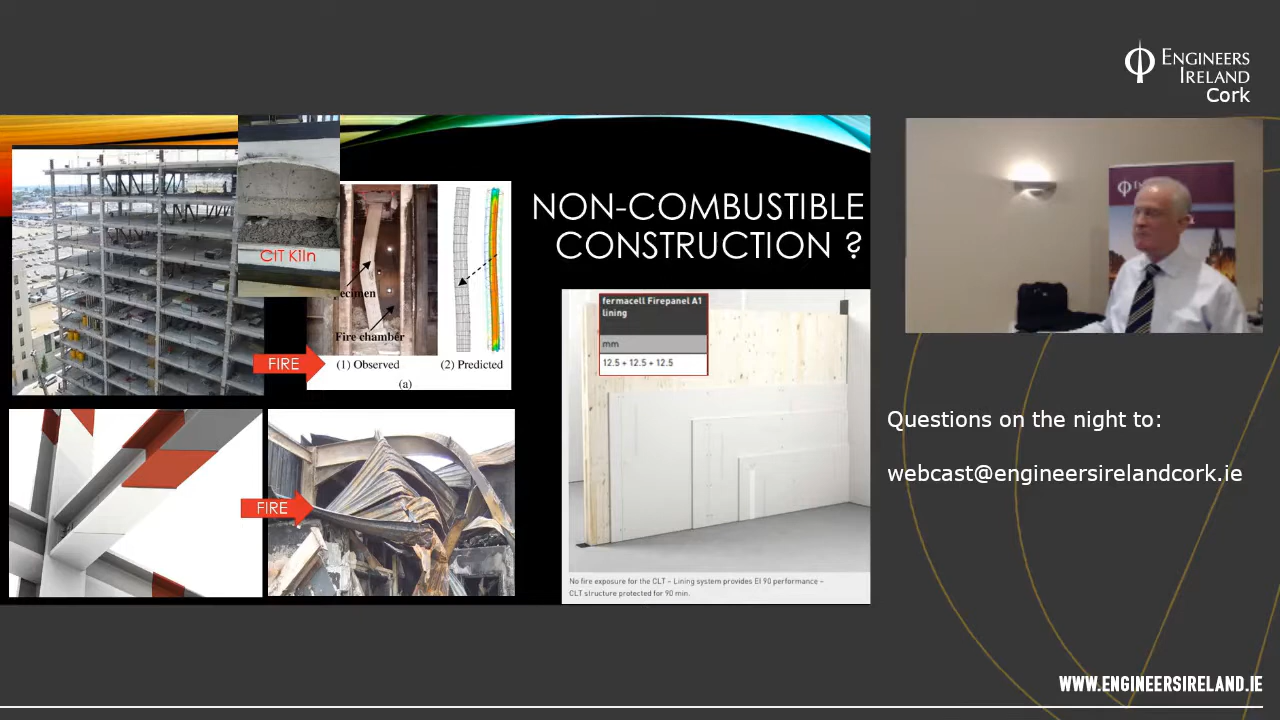 ENGINEERS
IRELAND
Cork
NON-COMBUSTIBLE
CONSTRUCTION ?
CIT Kiln
ecimen
Fire chamber
FIRE
(1) Observed
(2) Predicted
(a)
fermacell Firepanel A1
lining
mm
12.5 + 12.5 + 12.5
FIRE
No fire exposure for the CLT – Lining system provides EI 90 performance –
CLT structure protected for 90 min.
Questions on the night to:
webcast@engineersirelandcork.ie
WWW.ENGINEERSIRELAND.IE